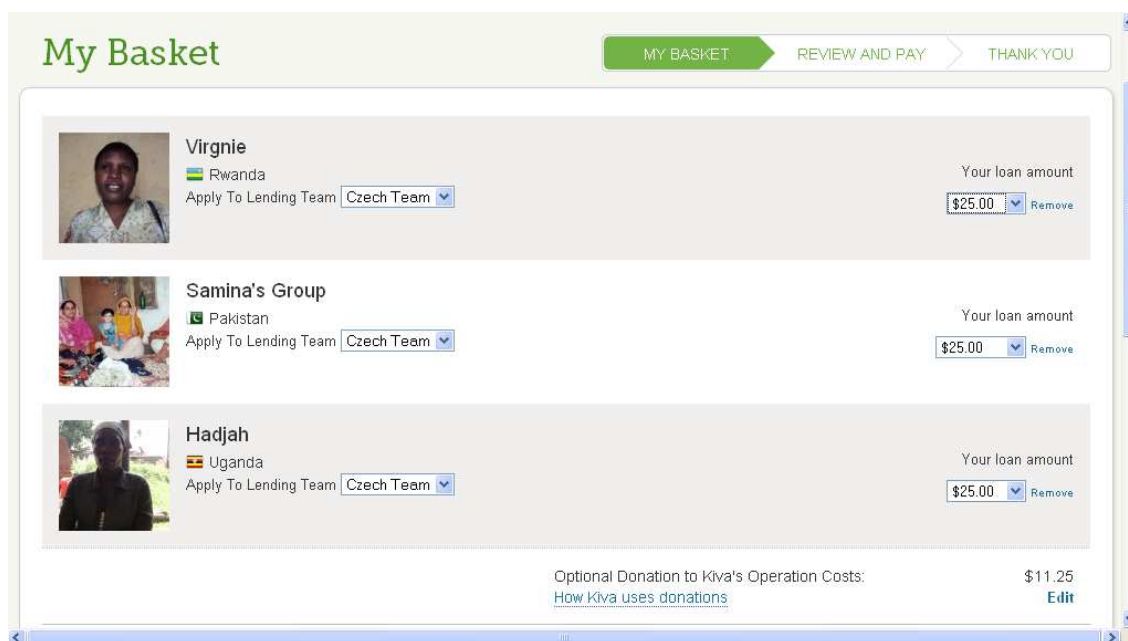 My Basket
MY BASKET REVIEW AND PAY THANK YOU
Virgnie
Rwanda
Apply To Lending Team Czech Team
Your loan amount
$25.00 Remove
Samina's Group
Pakistan
Apply To Lending Team Czech Team
Your loan amount
$25.00 Remove
Hadjah
Uganda
Apply To Lending Team Czech Team
Your loan amount
$25.00 Remove
Optional Donation to Kiva's Operation Costs: $11.25
How Kiva uses donations Edit